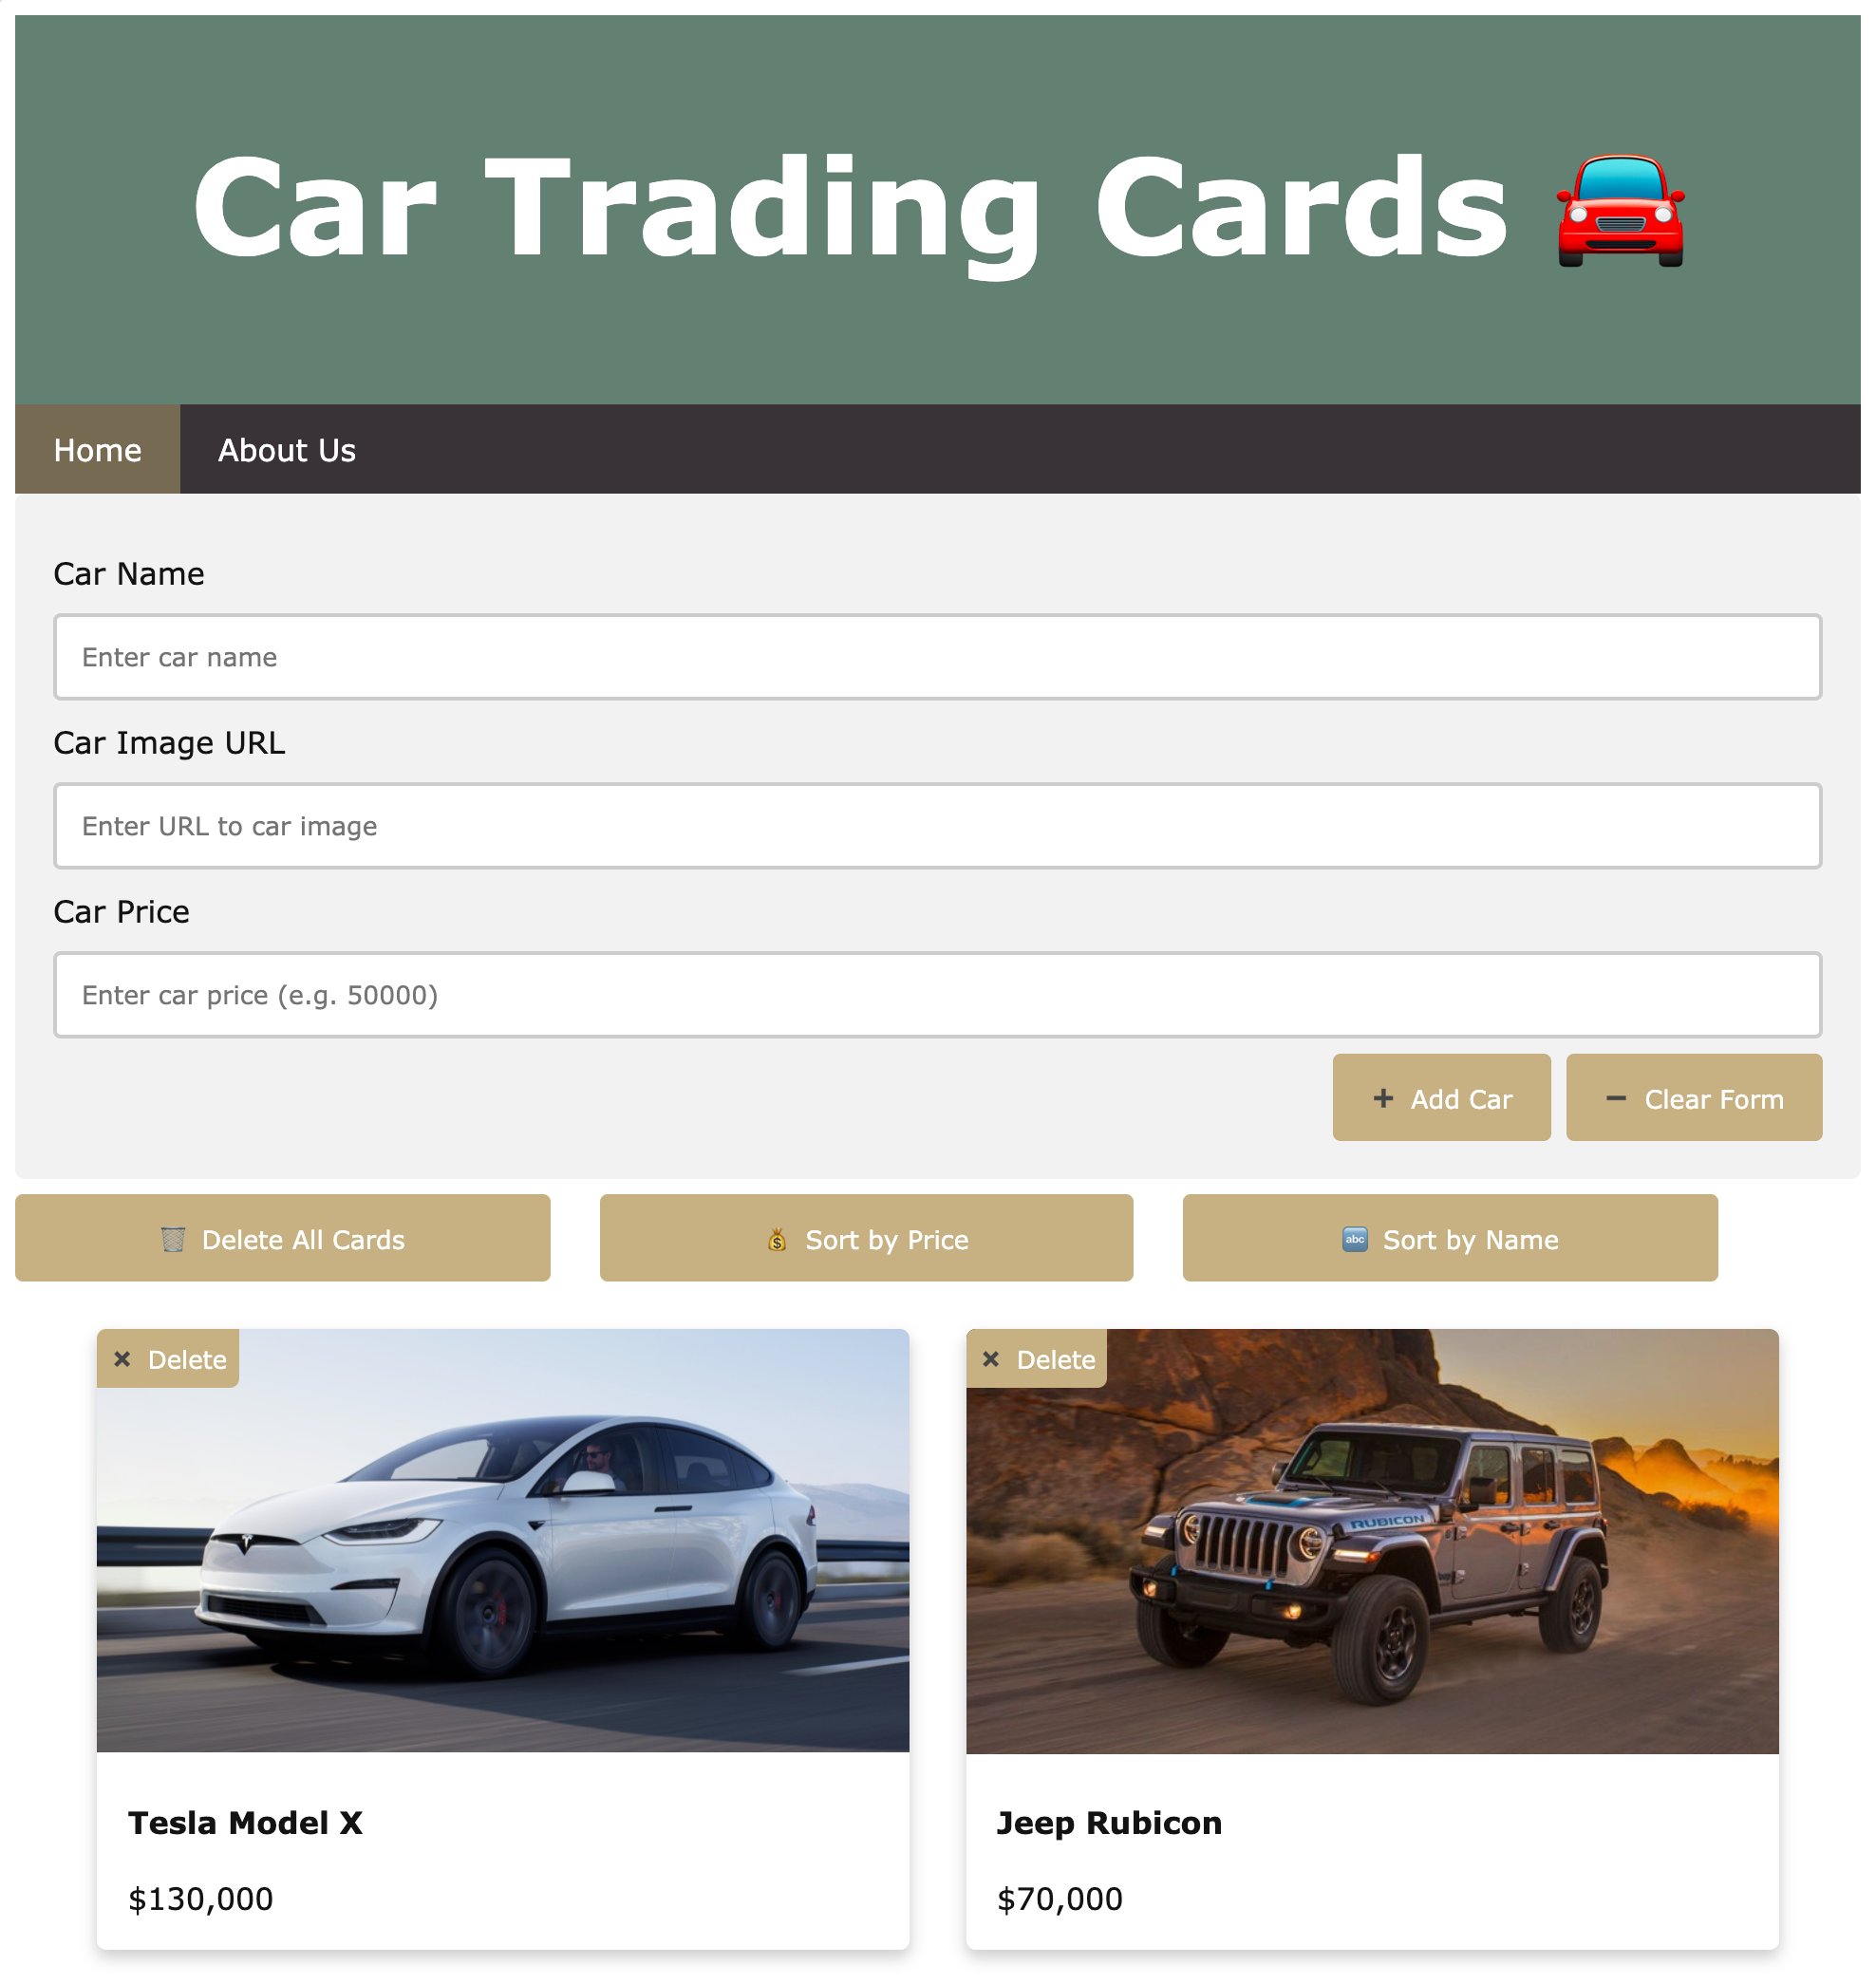 Car Trading Cards
Home About Us
Car Name
Enter car name
Car Image URL
Enter URL to car image
Car Price
Enter car price (e.g. 50000)
+ Add Car − Clear Form
Delete All Cards Sort by Price abc Sort by Name
× Delete × Delete
RUBICON
Tesla Model X Jeep Rubicon
$130,000 $70,000